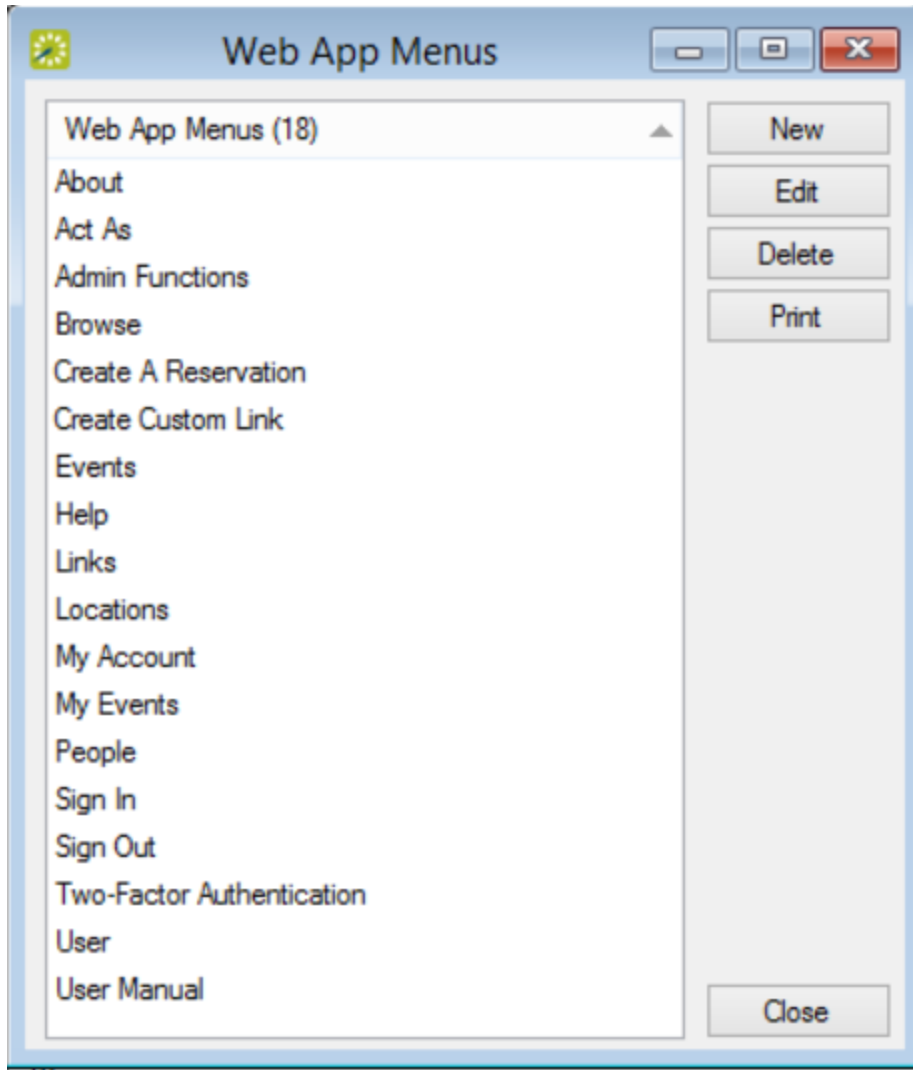 Web App Menus
Web App Menus (18)
About
Act As
Admin Functions
Browse
Create A Reservation
Create Custom Link
Events
Help
Links
Locations
My Account
My Events
People
Sign In
Sign Out
Two-Factor Authentication
User
User Manual
New
Edit
Delete
Print
Close